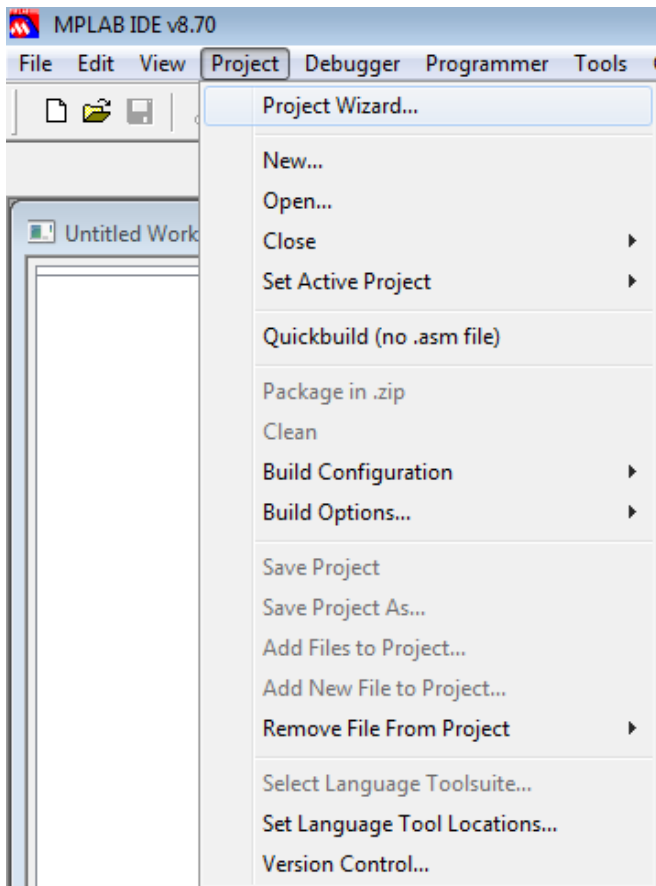 MPLAB IDE v8.70
File Edit View Project Debugger Programmer Tools
Project Wizard...
New...
Open...
Untitled Work
Close
Set Active Project
Quickbuild (no .asm file)
Package in .zip
Clean
Build Configuration
Build Options...
Save Project
Save Project As...
Add Files to Project...
Add New File to Project...
Remove File From Project
Select Language Toolsuite...
Set Language Tool Locations...
Version Control...